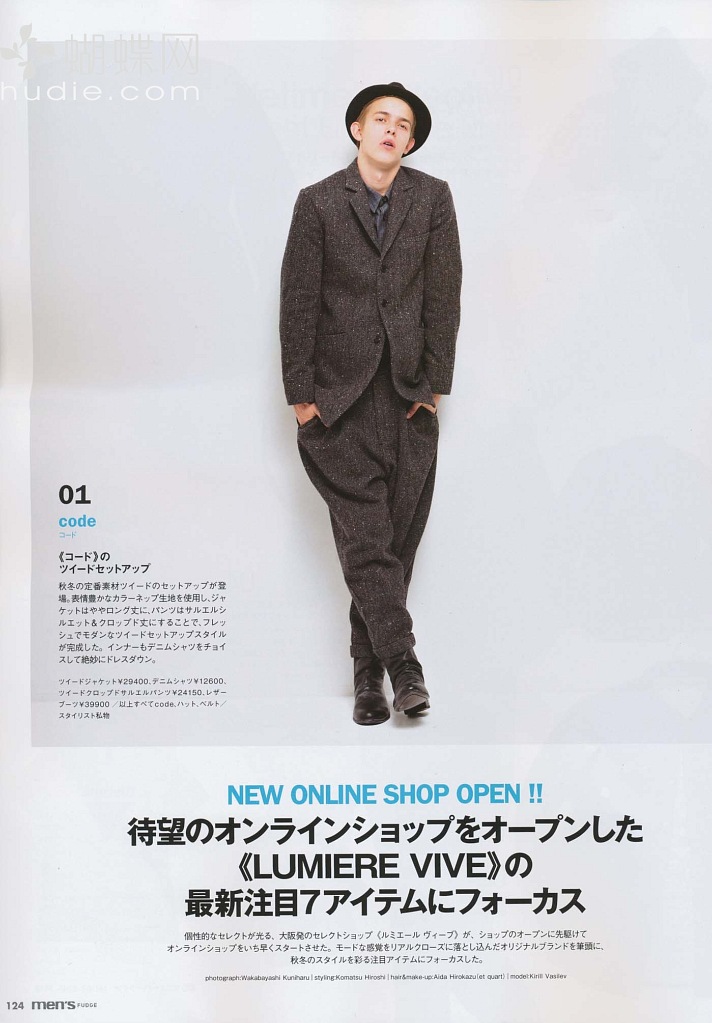 蝴蝶网
hudie.com
01
code
コード
《コード》の
ツイードセットアップ
秋冬の定番素材ツイードのセットアップが登
場。表情豊かなカラーネップ生地を使用し、ジャ
ケットはややロング丈に、パンツはサルエルシ
ルエット&クロップド丈にすることで、フレッ
シュでモダンなツイードセットアップスタイル
が完成した。インナーもデニムシャツをチョイ
スして絶妙にドレスダウン。
ツイードジャケット¥29400、デニムシャツ¥12600、
ツイードクロップドサルエルパンツ¥24150、レザー
ブーツ¥39900 /以上すべてcode、ハット、ベルト/
スタイリスト私物
NEW ONLINE SHOP OPEN !!
待望のオンラインショップをオープンした
《LUMIERE VIVE》の
最新注目7アイテムにフォーカス
個性的なセレクトが光る、大阪発のセレクトショップ《ルミエール ヴィーブ》が、ショップのオープンに先駆けて
オンラインショップをいち早くスタートさせた。モードな感覚をリアルクローズに落とし込んだオリジナルブランドを筆頭に、
秋冬のスタイルを彩る注目アイテムにフォーカスした。
photograph:Wakabayashi Kuniharu | styling:Komatsu Hiroshi | hair&make-up:Aida Hirokazu(et quart) | model:Kirill Vasilev
124 men's FUDGE